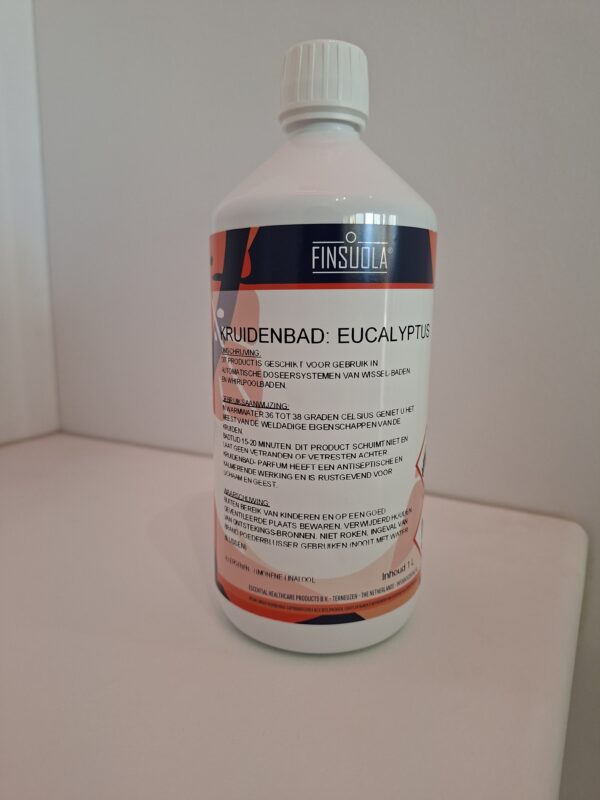 FINSUOLA®
KRUIDENBAD: EUCALYPTUS
OMSCHRIJVING:
DIT PRODUCT IS GESCHIKT VOOR GEBRUIK IN
AUTOMATISCHE DOSEERSYSTEMEN VAN WISSEL-BADEN
EN WHIRLPOOLBADEN.
GEBRUIKSAANWIJZING:
IN WARM WATER 36 TOT 38 GRADEN CELSIUS GENIET U HET
MEEST VAN DE WELDADIGE EIGENSCHAPPEN VAN DE
KRUIDEN.
BADTIJD 15-20 MINUTEN. DIT PRODUCT SCHUIMT NIET EN
LAAT GEEN VETRANDEN OF VETRESTEN ACHTER.
KRUIDENBAD- PARFUM HEEFT EEN ANTISEPTISCHE EN
KALMERENDE WERKING EN IS RUSTGEVEND VOOR
LICHAAM EN GEEST.
WAARSCHUWING:
BUITEN BEREIK VAN KINDEREN EN OP EEN GOED
GEVENTILEERDE PLAATS BEWAREN. VERWIJDERD HOUDEN
VAN ONTSTEKINGS-BRONNEN. NIET ROKEN, INGEVAL VAN
BRAND POEDERBLUSSER GEBRUIKEN (NOOIT MET WATER
BLUSSEN)
LIMONENE LINALOOL
Inhoud 1 L
ESSENTIAL HEALTHCARE PRODUCTS B.V. - TERNEUZEN - THE NETHERLANDS -